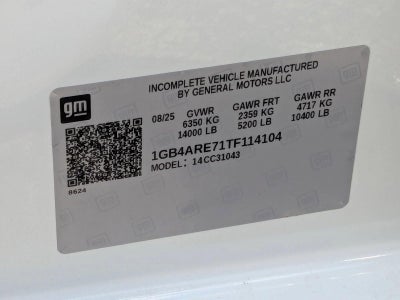 gm
INCOMPLETE VEHICLE MANUFACTURED
BY GENERAL MOTORS LLC
08/25 GVWR GAWR FRT GAWR RR
6350 KG 2359 KG 4717 KG
14000 LB 5200 LB 10400 LB
1GB4ARE71TF114104
MODEL: 14CC31043
8624